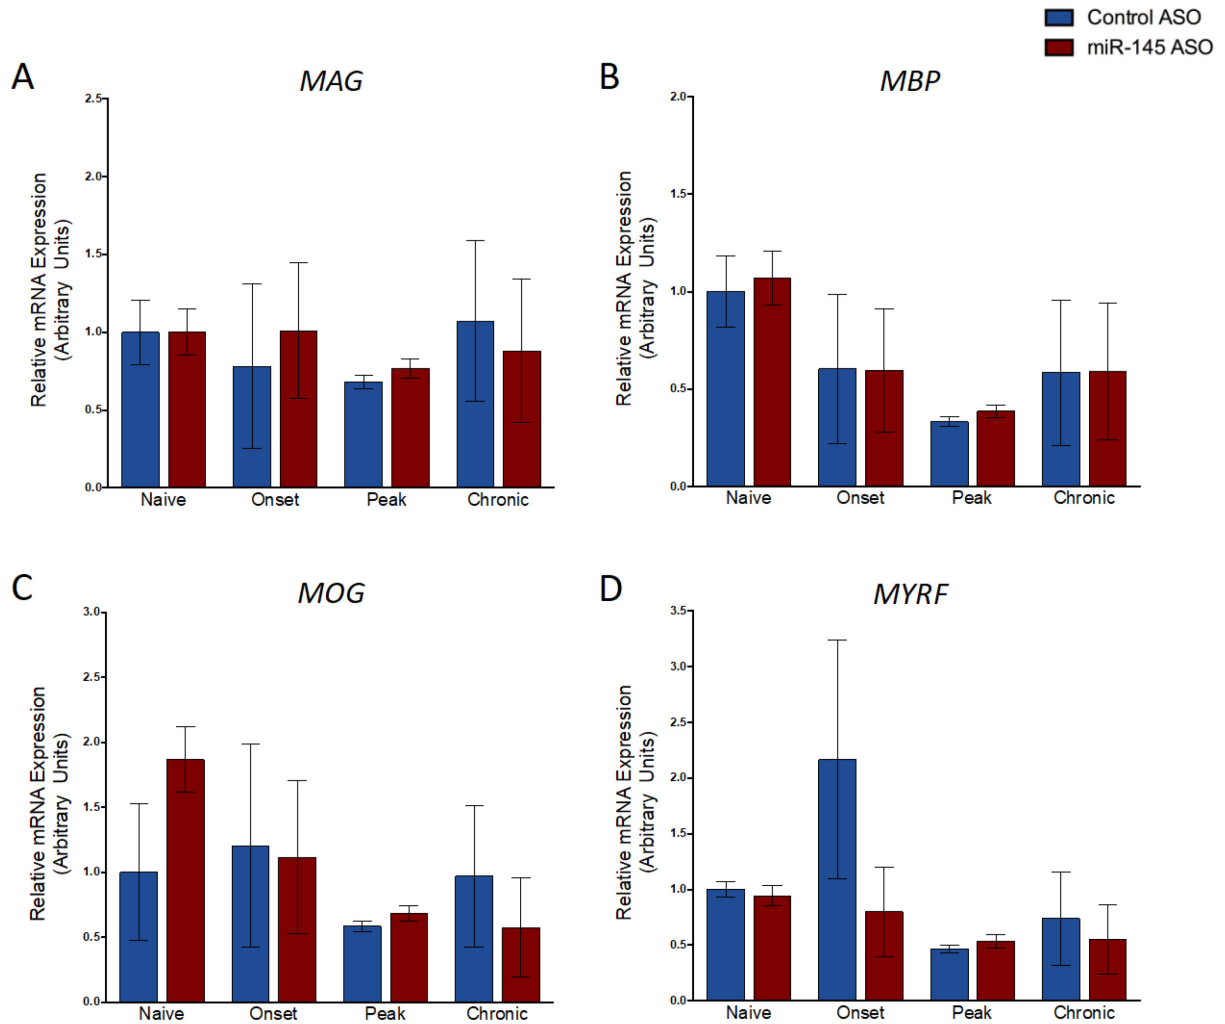 Control ASO
miR-145 ASO
A
MAG
Relative mRNA Expression
(Arbitrary Units)
2.5
2.0
1.5
1.0
0.5
0.0
Naive Onset Peak Chronic
B
MBP
Relative mRNA Expression
(Arbitrary Units)
2.0
1.5
1.0
0.5
0.0
Naive Onset Peak Chronic
C
MOG
Relative mRNA Expression
(Arbitrary Units)
3.0
2.5
2.0
1.5
1.0
0.5
0.0
Naive Onset Peak Chronic
D
MYRF
Relative mRNA Expression
(Arbitrary Units)
3.5
3.0
2.5
2.0
1.5
1.0
0.5
0.0
Naive Onset Peak Chronic